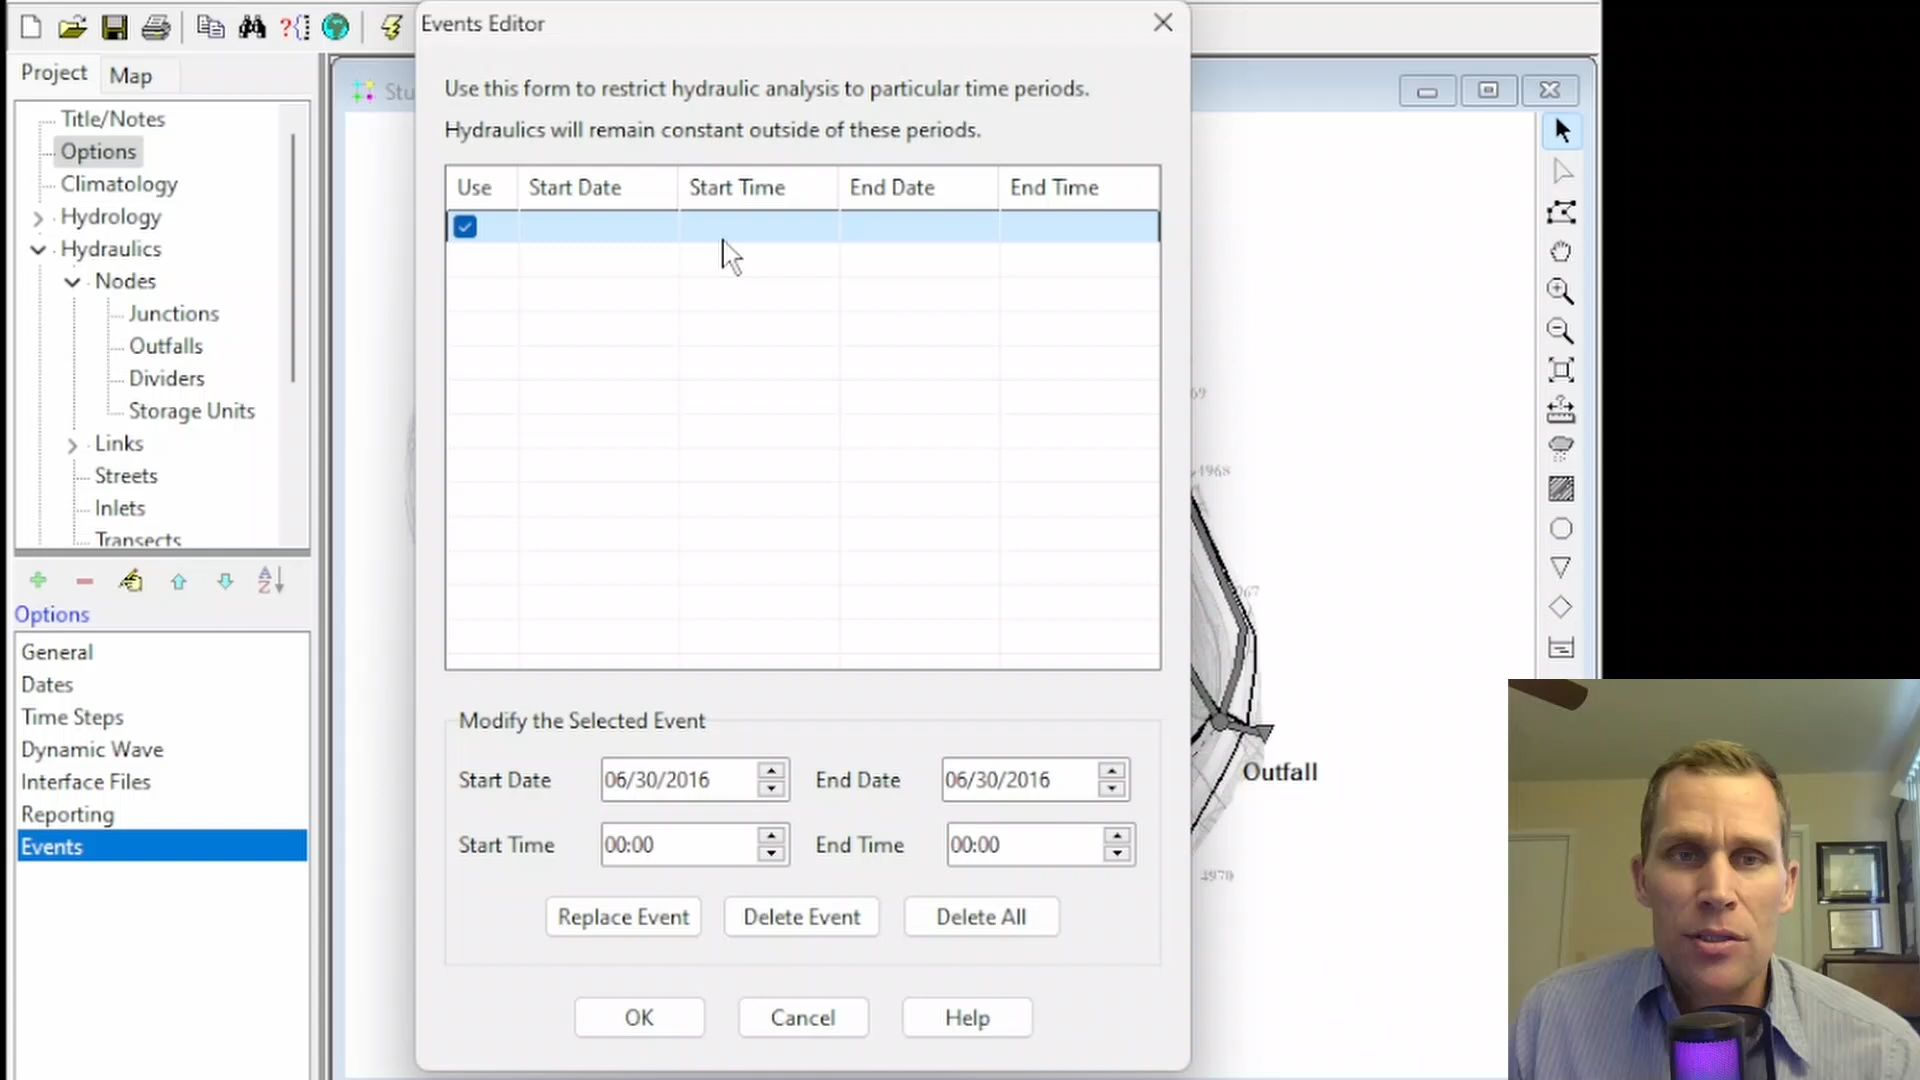 Events Editor
Project
Map
Title/Notes
Options
Climatology
Hydrology
Hydraulics
Nodes
Junctions
Outfalls
Dividers
Storage Units
Links
Streets
Inlets
Transects
Options
General
Dates
Time Steps
Dynamic Wave
Interface Files
Reporting
Events
Stu
Use this form to restrict hydraulic analysis to particular time periods.
Hydraulics will remain constant outside of these periods.
Use Start Date Start Time End Date End Time
Modify the Selected Event
Start Date 06/30/2016 End Date 06/30/2016
Start Time 00:00 End Time 00:00
Replace Event Delete Event Delete All
OK Cancel Help
4968
Outfall
4970